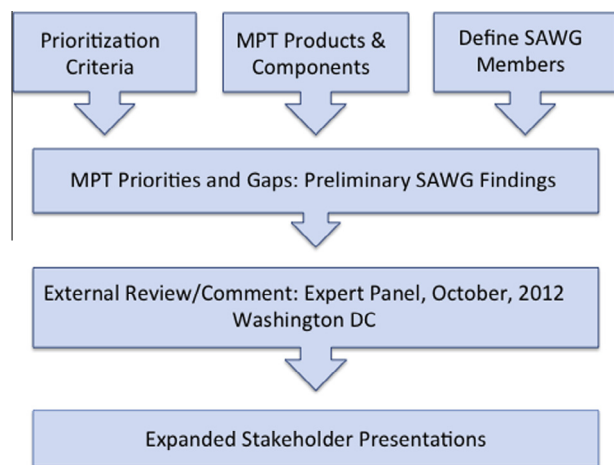 Prioritization
Criteria
MPT Products &
Components
Define SAWG
Members
MPT Priorities and Gaps: Preliminary SAWG Findings
External Review/Comment: Expert Panel, October, 2012
Washington DC
Expanded Stakeholder Presentations